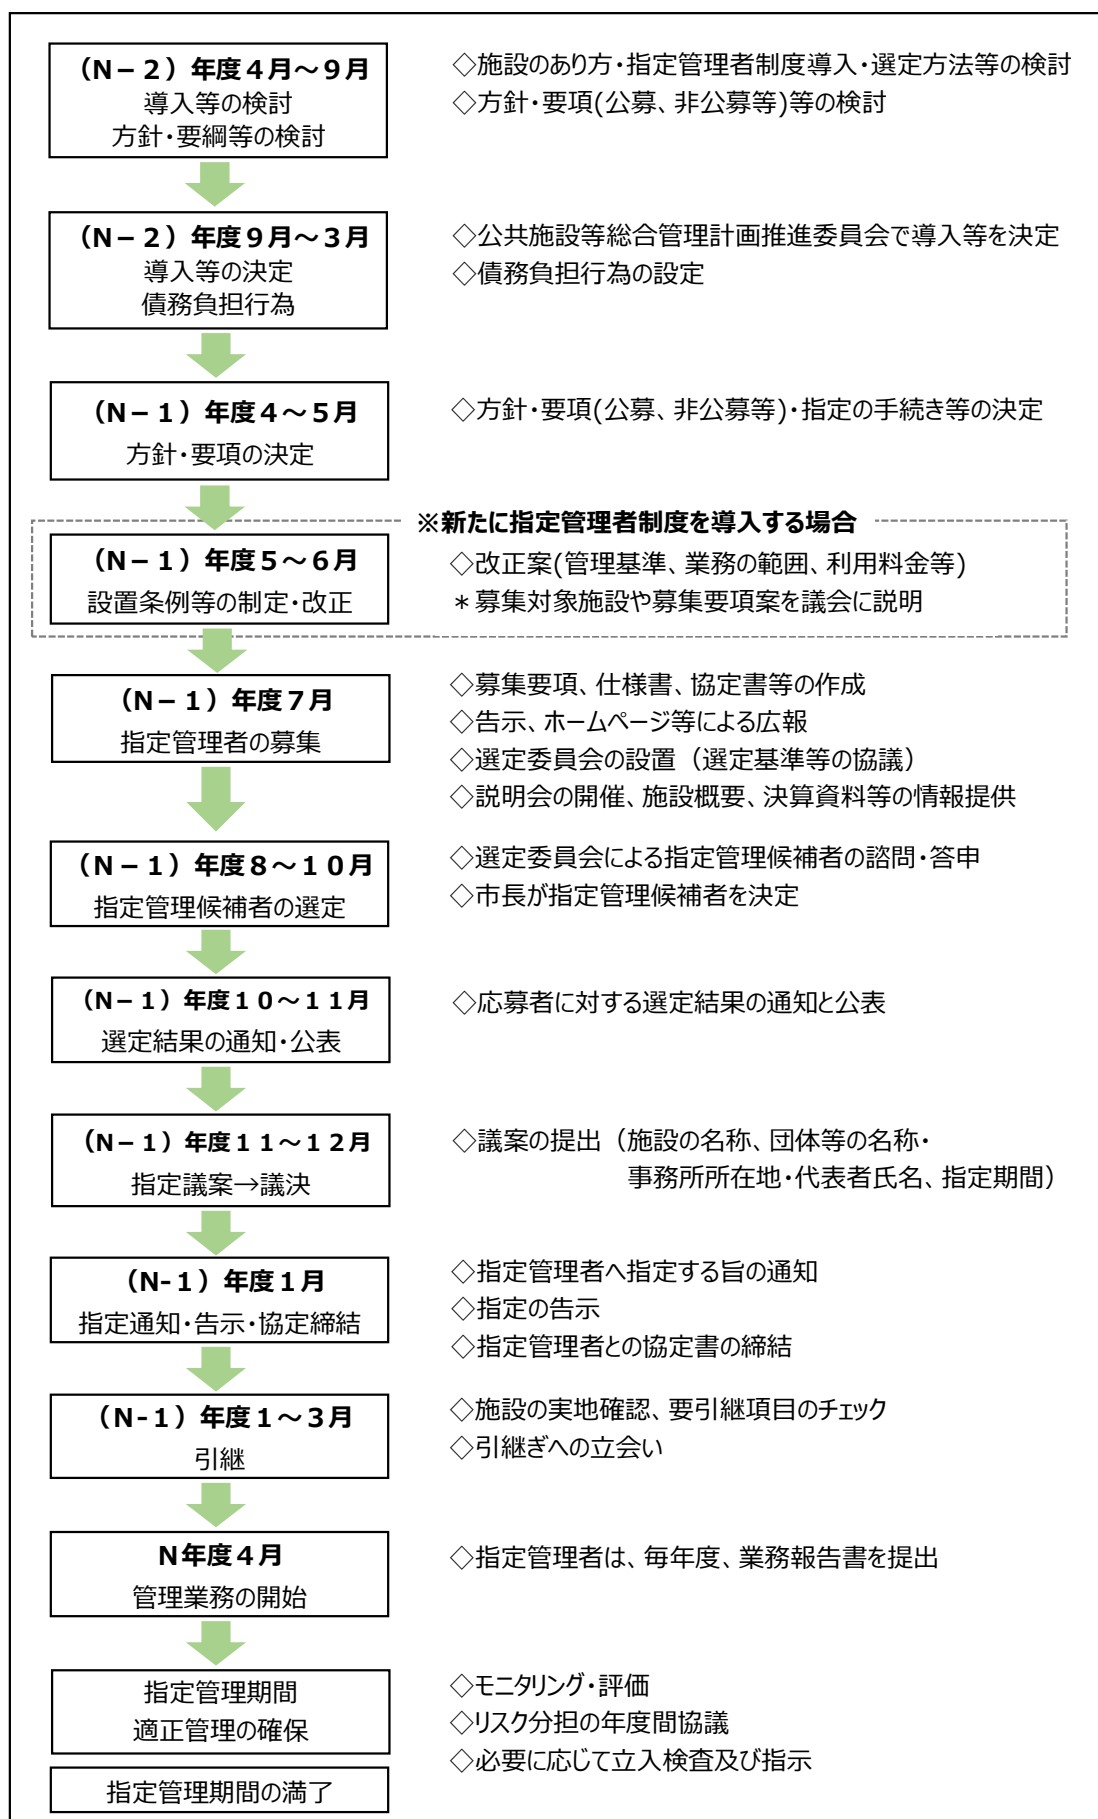 （Ｎ－２）年度４月～９月
導入等の検討
方針・要綱等の検討
◇施設のあり方・指定管理者制度導入・選定方法等の検討
◇方針・要項(公募、非公募等)等の検討
（Ｎ－２）年度９月～３月
導入等の決定
債務負担行為
◇公共施設等総合管理計画推進委員会で導入等を決定
◇債務負担行為の設定
（Ｎ－１）年度４～５月
方針・要項の決定
◇方針・要項(公募、非公募等)・指定の手続き等の決定
※新たに指定管理者制度を導入する場合
（Ｎ－１）年度５～６月
設置条例等の制定・改正
◇改正案(管理基準、業務の範囲、利用料金等)
＊募集対象施設や募集要項案を議会に説明
（Ｎ－１）年度７月
指定管理者の募集
◇募集要項、仕様書、協定書等の作成
◇告示、ホームページ等による広報
◇選定委員会の設置（選定基準等の協議）
◇説明会の開催、施設概要、決算資料等の情報提供
（Ｎ－１）年度８～１０月
指定管理候補者の選定
◇選定委員会による指定管理候補者の諮問・答申
◇市長が指定管理候補者を決定
（Ｎ－１）年度１０～１１月
選定結果の通知・公表
◇応募者に対する選定結果の通知と公表
（Ｎ－１）年度１１～１２月
指定議案→議決
◇議案の提出（施設の名称、団体等の名称・
事務所所在地・代表者氏名、指定期間）
（N-１）年度１月
指定通知・告示・協定締結
◇指定管理者へ指定する旨の通知
◇指定の告示
◇指定管理者との協定書の締結
（N-１）年度１～３月
引継
◇施設の実地確認、要引継項目のチェック
◇引継ぎへの立会い
Ｎ年度４月
管理業務の開始
◇指定管理者は、毎年度、業務報告書を提出
指定管理期間
適正管理の確保
◇モニタリング・評価
◇リスク分担の年度間協議
◇必要に応じて立入検査及び指示
指定管理期間の満了